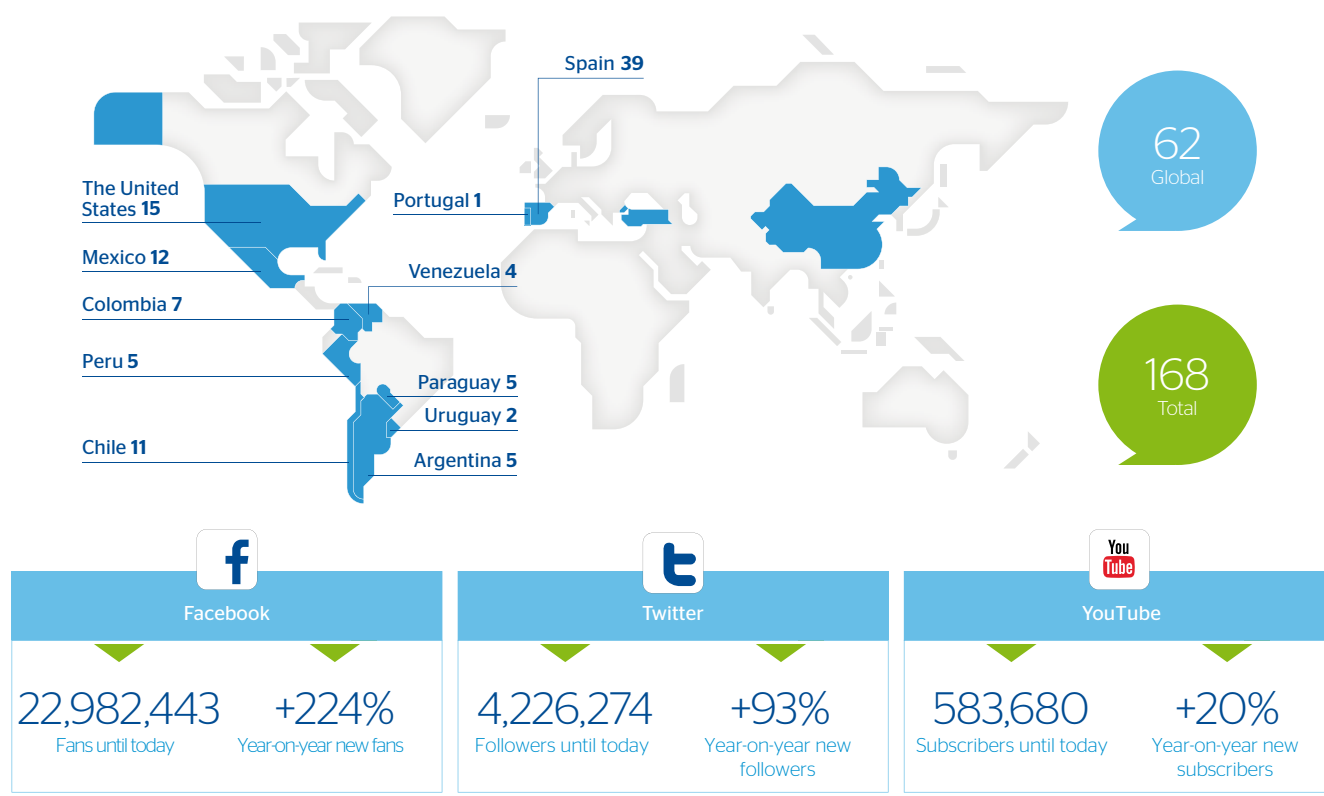 Spain 39
The United
States 15
Portugal 1
Mexico 12
Venezuela 4
Colombia 7
Peru 5
Paraguay 5
Uruguay 2
Chile 11
Argentina 5
62
Global
168
Total
f
Facebook
22,982,443
Fans until today
+224%
Year-on-year new fans
t
Twitter
4,226,274
Followers until today
+93%
Year-on-year new
followers
You
Tube
YouTube
583,680
Subscribers until today
+20%
Year-on-year new
subscribers